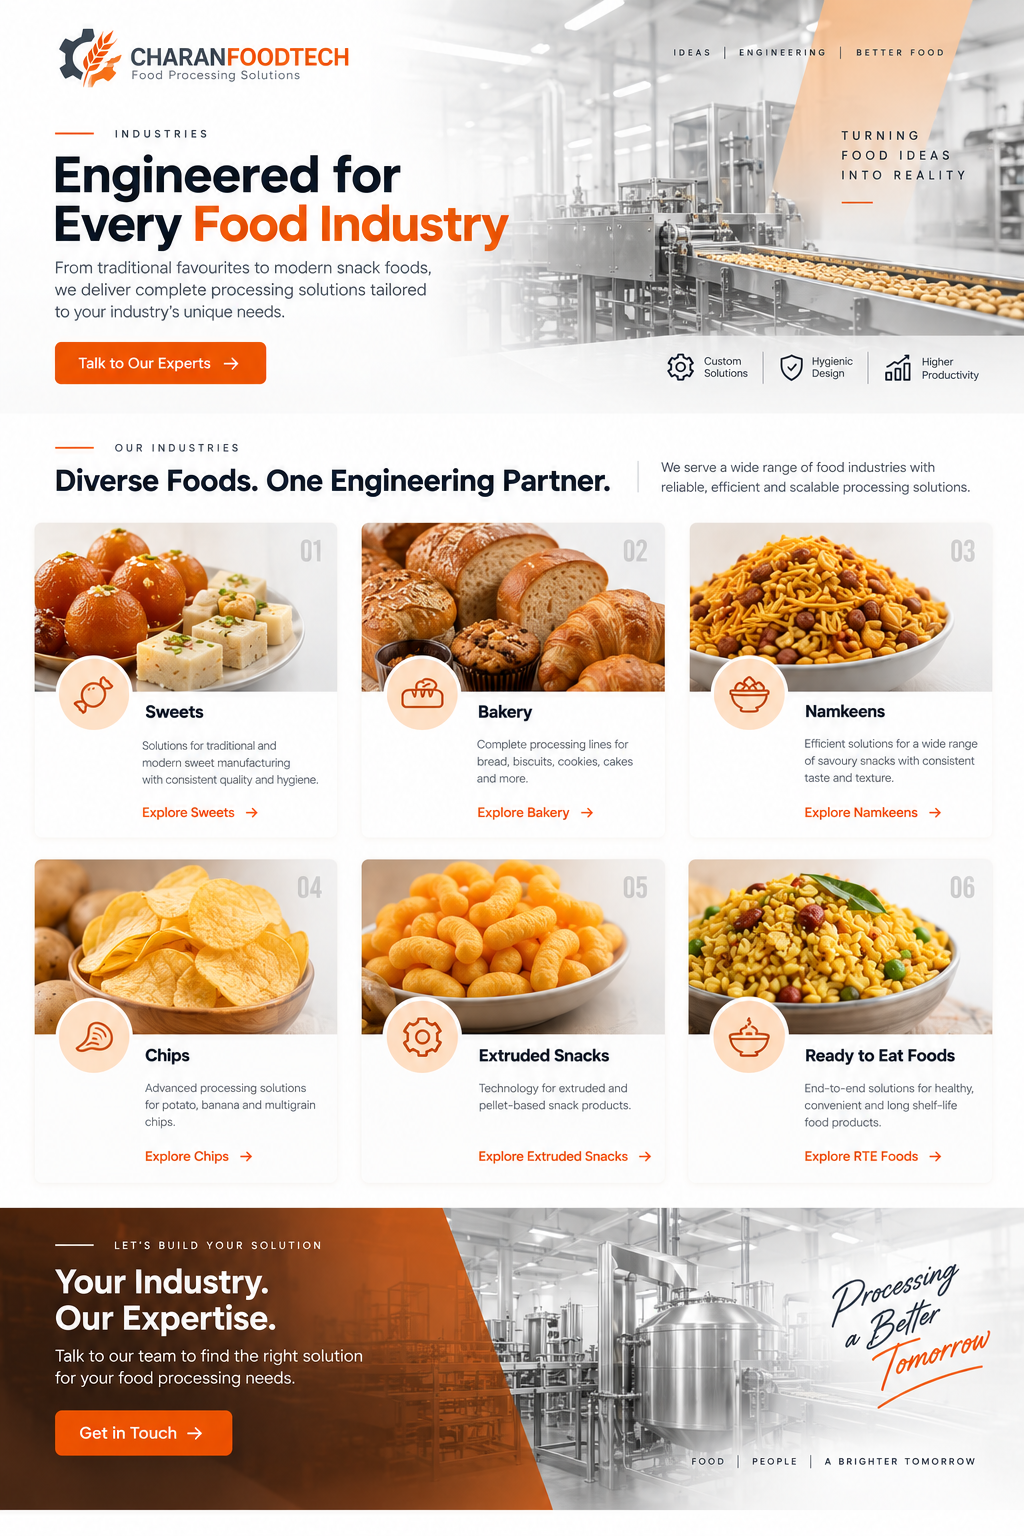 CHARANFOODTECH
Food Processing Solutions
IDEAS | ENGINEERING | BETTER FOOD
TURNING
FOOD IDEAS
INTO REALITY
INDUSTRIES
Engineered for
Every Food Industry
From traditional favourites to modern snack foods,
we deliver complete processing solutions tailored
to your industry's unique needs.
Talk to Our Experts →
Custom
Solutions
Hygienic
Design
Higher
Productivity
OUR INDUSTRIES
Diverse Foods. One Engineering Partner.
We serve a wide range of food industries with
reliable, efficient and scalable processing solutions.
01
Sweets
Solutions for traditional and
modern sweet manufacturing
with consistent quality and hygiene.
Explore Sweets →
02
Bakery
Complete processing lines for
bread, biscuits, cookies, cakes
and more.
Explore Bakery →
03
Namkeens
Efficient solutions for a wide range
of savoury snacks with consistent
taste and texture.
Explore Namkeens →
04
Chips
Advanced processing solutions
for potato, banana and multigrain
chips.
Explore Chips →
05
Extruded Snacks
Technology for extruded and
pellet-based snack products.
Explore Extruded Snacks →
06
Ready to Eat Foods
End-to-end solutions for healthy,
convenient and long shelf-life
food products.
Explore RTE Foods →
LET'S BUILD YOUR SOLUTION
Your Industry.
Our Expertise.
Talk to our team to find the right solution
for your food processing needs.
Get in Touch →
Processing
a Better
Tomorrow
FOOD | PEOPLE | A BRIGHTER TOMORROW